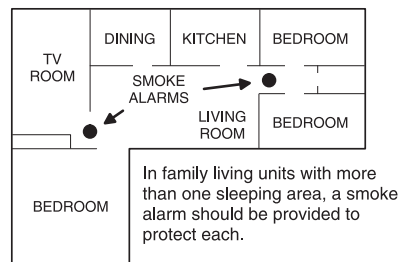 TV
ROOM
DINING
KITCHEN
BEDROOM
SMOKE
ALARMS
LIVING
ROOM
BEDROOM
BEDROOM
In family living units with more
than one sleeping area, a smoke
alarm should be provided to
protect each.